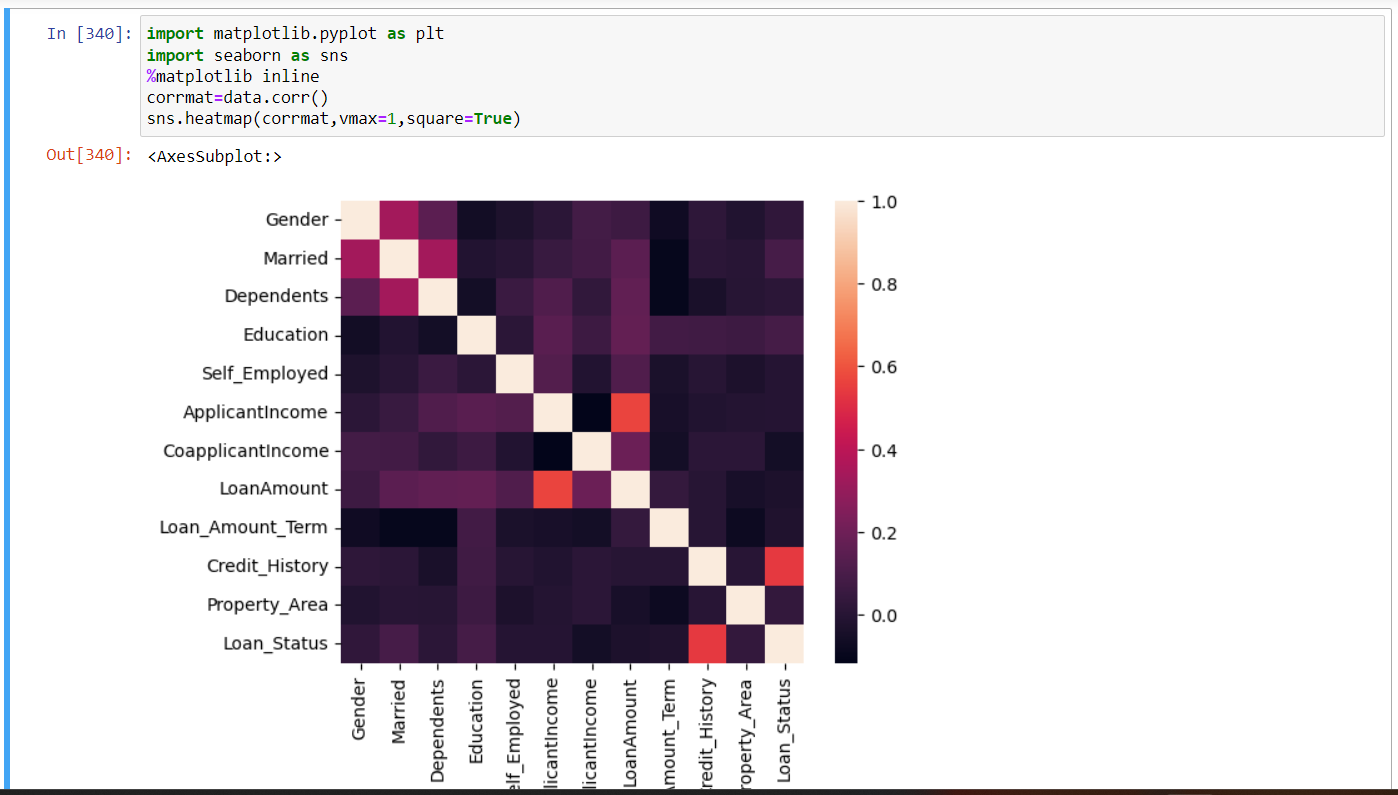 In [340]: import matplotlib.pyplot as plt
import seaborn as sns
%matplotlib inline
corrmat=data.corr()
sns.heatmap(corrmat,vmax=1,square=True)
Out[340]: <AxesSubplot:>
Gender
Married
Dependents
Education
Self_Employed
ApplicantIncome
CoapplicantIncome
LoanAmount
Loan_Amount_Term
Credit_History
Property_Area
Loan_Status
1.0
0.8
0.6
0.4
0.2
0.0
Gender
Married
Dependents
Education
elf_Employed
licantIncome
licantIncome
LoanAmount
mount_Term
redit_History
roperty_Area
Loan_Status